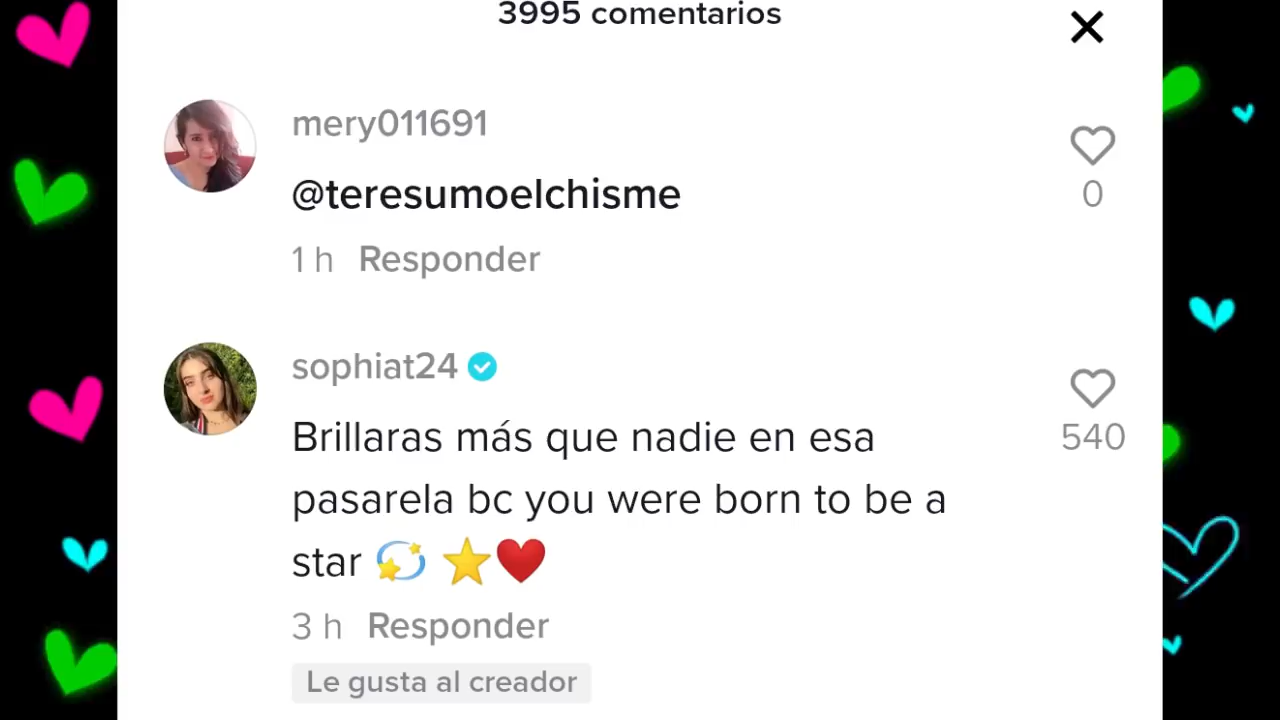 3995 comentarios
mery011691
@teresumoelchisme
0
1 h Responder
sophiat24
Brillaras más que nadie en esa
540
pasarela bc you were born to be a
star 💫 ⭐❤️
3 h Responder
Le gusta al creador